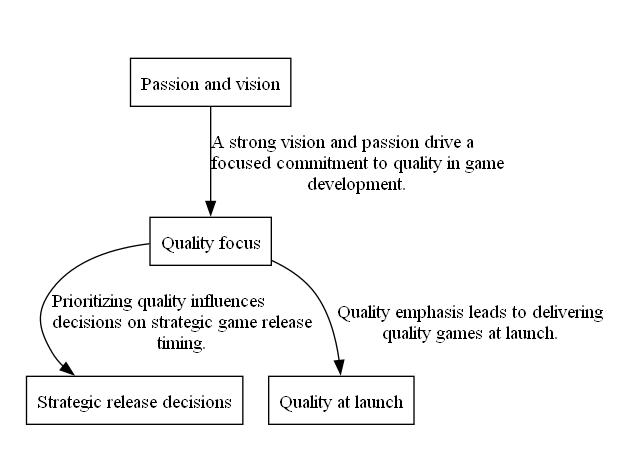 Passion and vision
A strong vision and passion drive a
focused commitment to quality in game
development.
Quality focus
Prioritizing quality influences
decisions on strategic game release
timing.
Quality emphasis leads to delivering
quality games at launch.
Strategic release decisions
Quality at launch